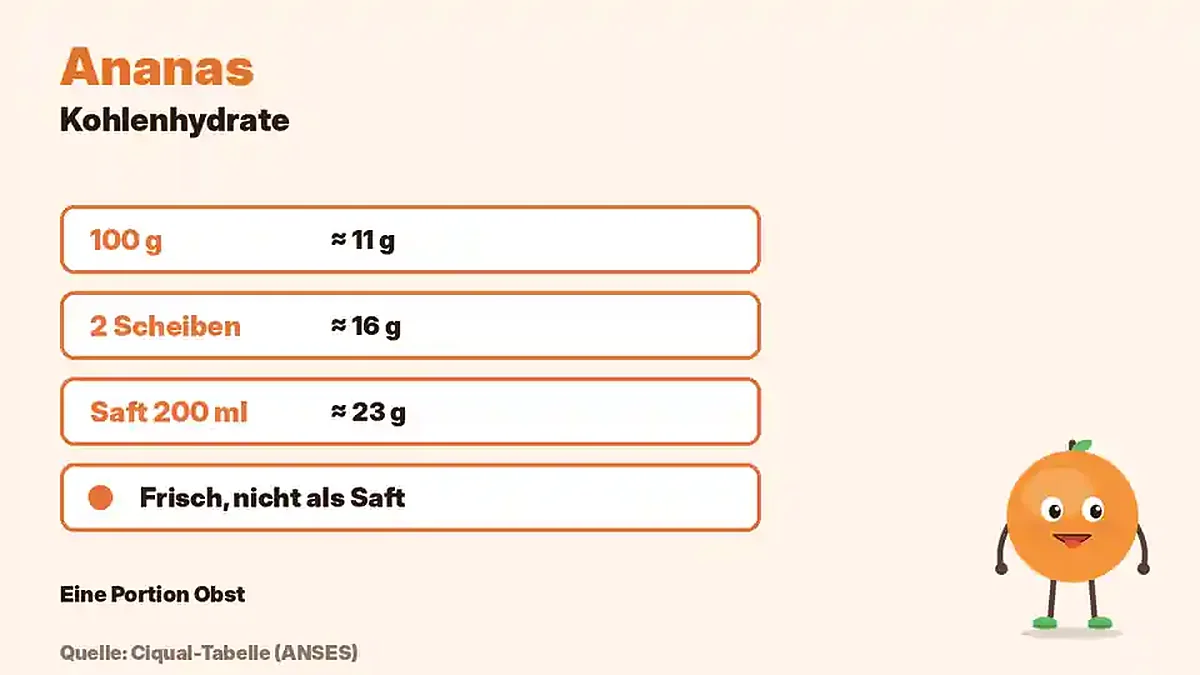 Ananas
Kohlenhydrate
100 g ≈ 11 g
2 Scheiben ≈ 16 g
Saft 200 ml ≈ 23 g
Frisch, nicht als Saft
Eine Portion Obst
Quelle: Ciqual-Tabelle (ANSES)